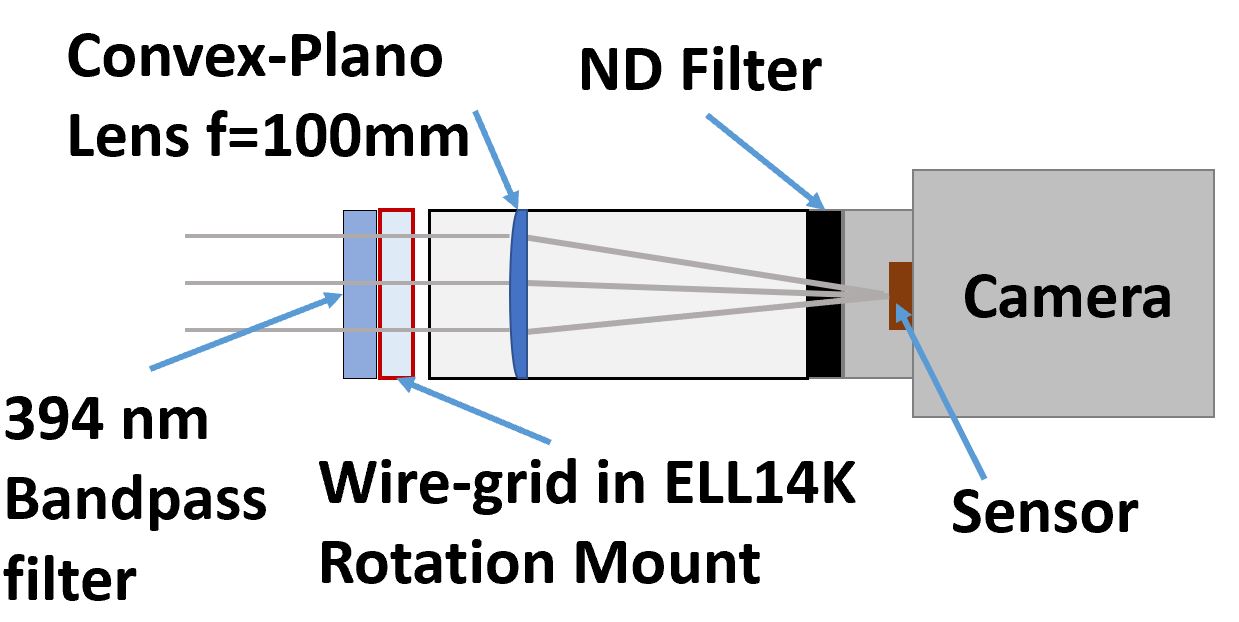 Convex-Plano
Lens f=100mm
ND Filter
Camera
394 nm
Bandpass
filter
Wire-grid in ELL14K
Rotation Mount
Sensor